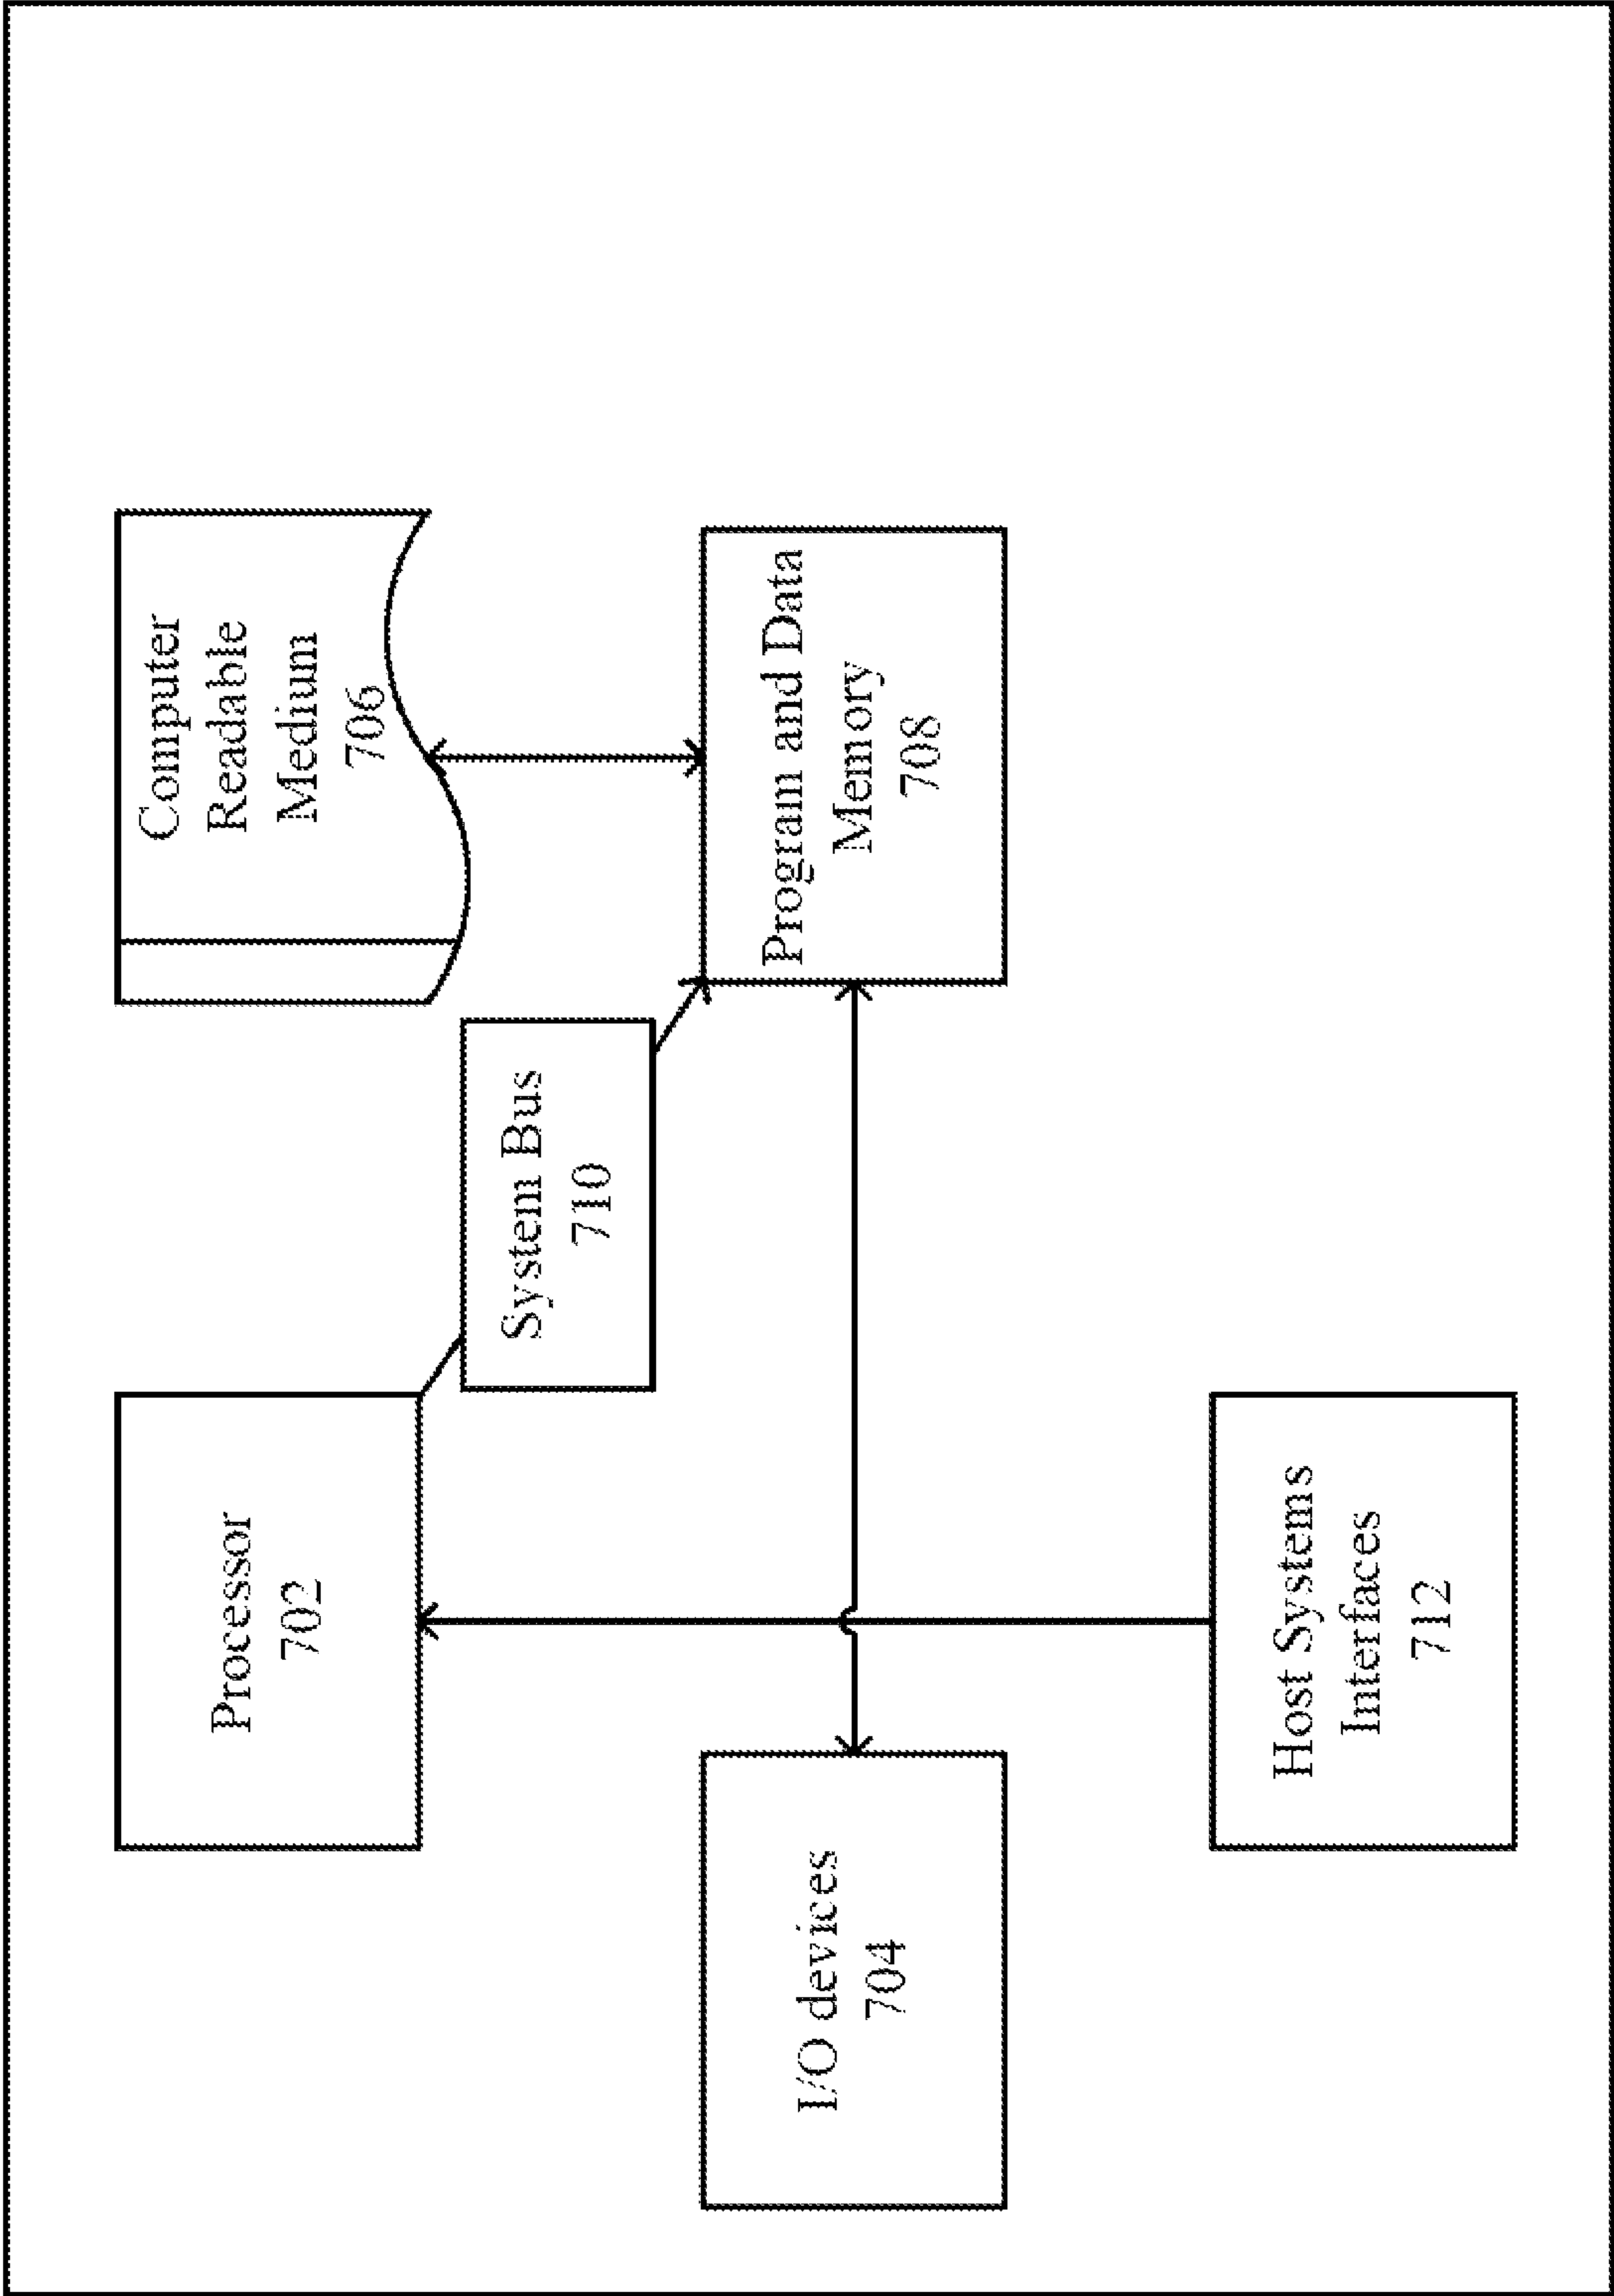 Processor
702
Computer
Readable
Medium
706
System Bus
710
I/O devices
704
Program and Data
Memory
708
Host Systems
Interfaces
712